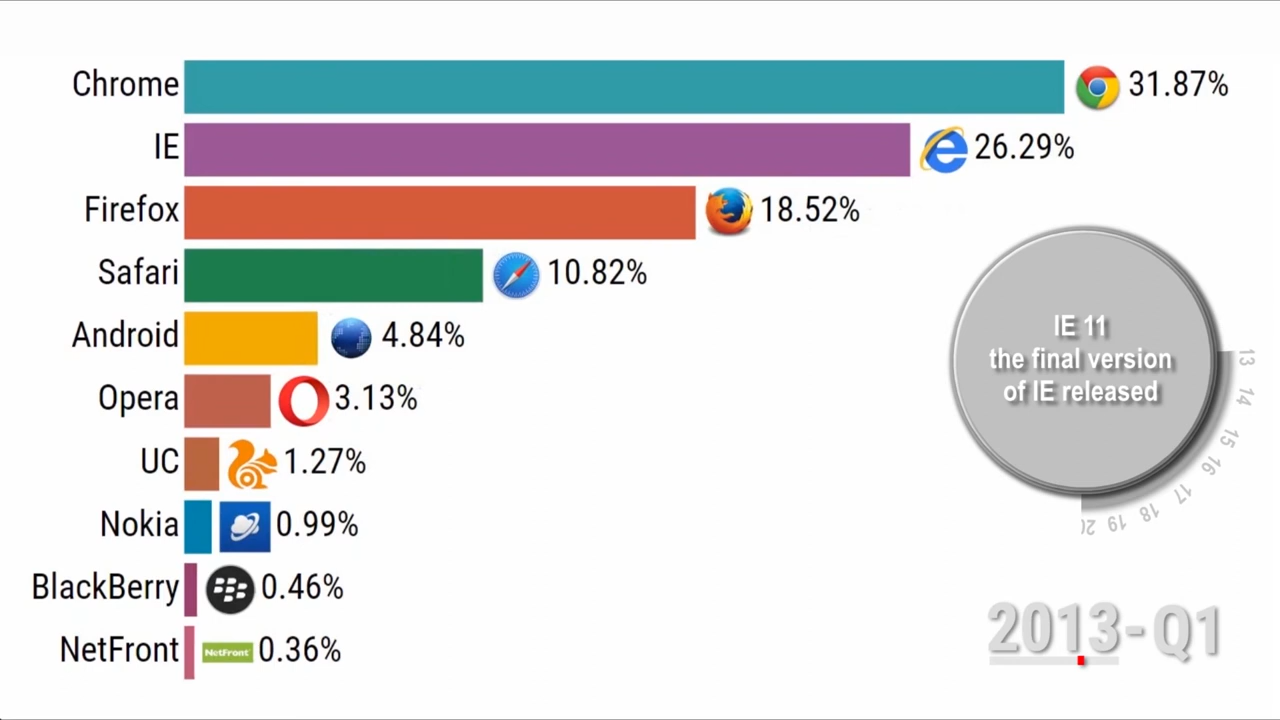 Chrome 31.87%
IE 26.29%
Firefox 18.52%
Safari 10.82%
Android 4.84%
Opera 3.13%
UC 1.27%
Nokia 0.99%
BlackBerry 0.46%
NetFront NetFront 0.36%
IE 11
the final version
of IE released
13
14
15
16
17
18
19
2013-Q1